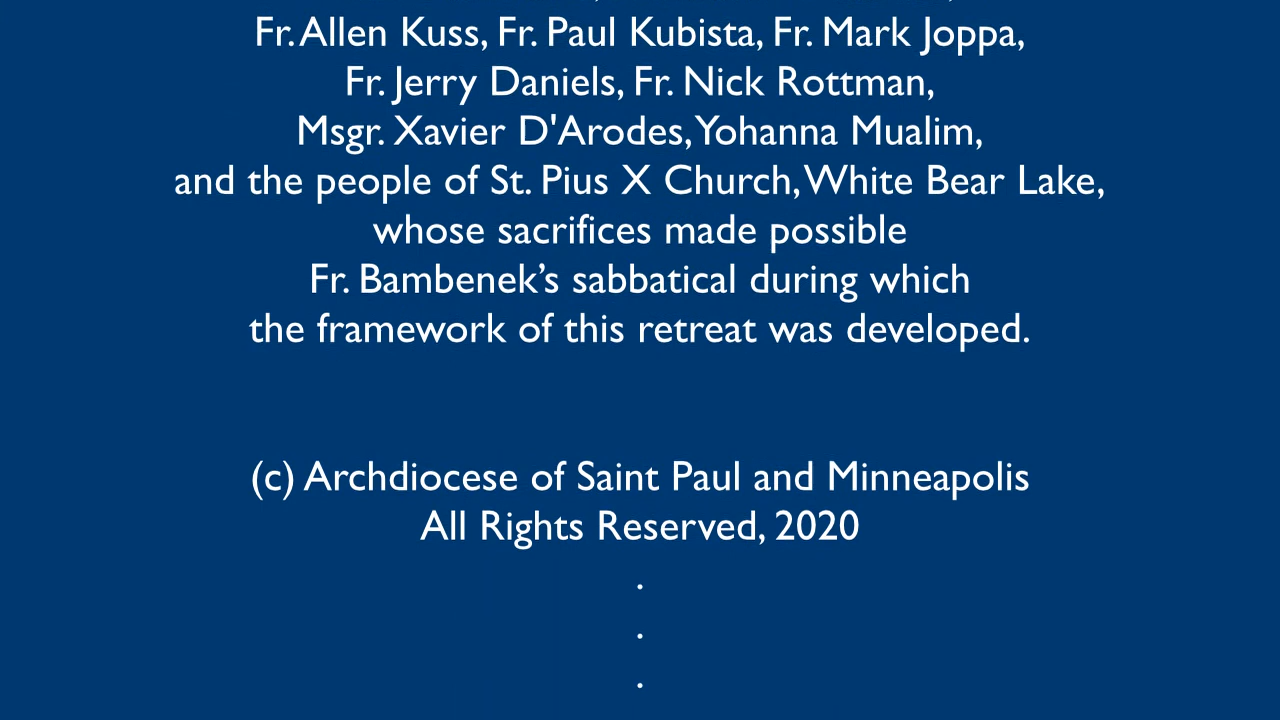 Fr. Allen Kuss, Fr. Paul Kubista, Fr. Mark Joppa,
Fr. Jerry Daniels, Fr. Nick Rottman,
Msgr. Xavier D'Arodes, Yohanna Mualim,
and the people of St. Pius X Church, White Bear Lake,
whose sacrifices made possible
Fr. Bambenek’s sabbatical during which
the framework of this retreat was developed.
(c) Archdiocese of Saint Paul and Minneapolis
All Rights Reserved, 2020
.
.
.